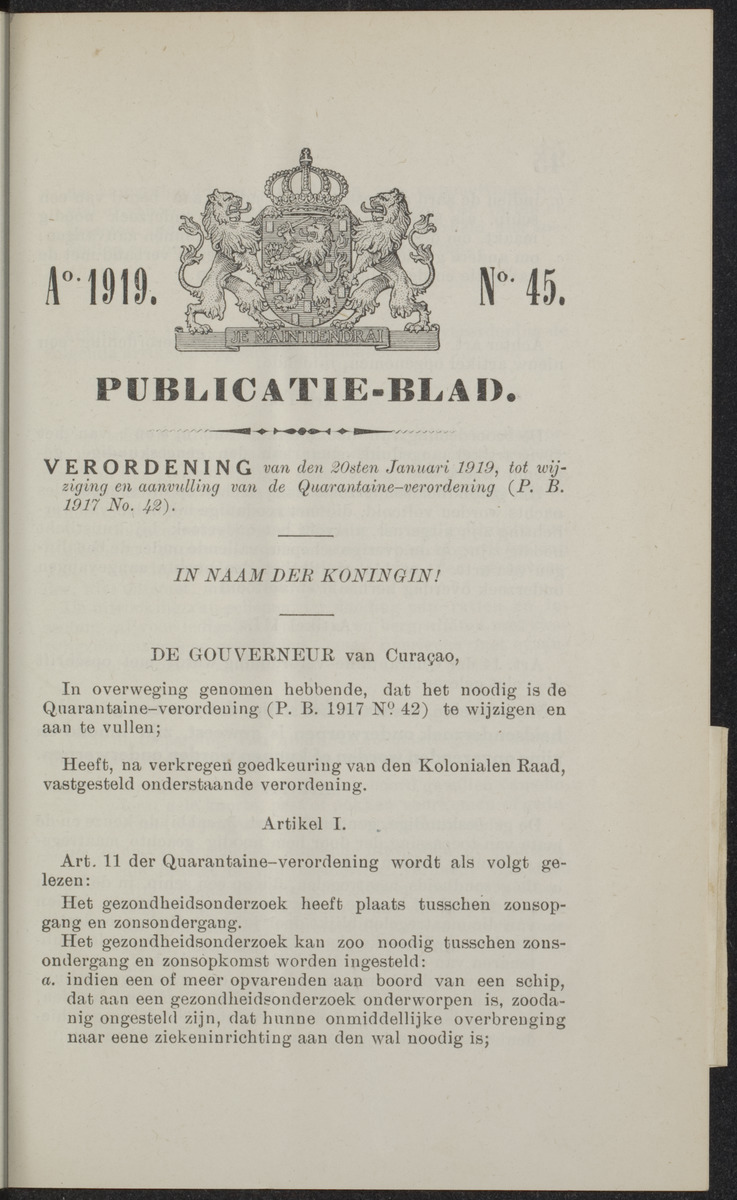 A⁰· 1919.
N⁰· 45.
JE MAINTIENDRAI
PUBLICATIE-BLAD.
VERORDENING van den 20sten Januari 1919, tot wij-
ziging en aanvulling van de Quarantaine-verordening (P. B.
1917 No. 42).
IN NAAM DER KONINGIN!
DE GOUVERNEUR van Curaçao,
In overweging genomen hebbende, dat het noodig is de
Quarantaine-verordening (P. B. 1917 Nº 42) te wijzigen en
aan te vullen;
Heeft, na verkregen goedkeuring van den Kolonialen Raad,
vastgesteld onderstaande verordening.
Artikel I.
Art. 11 der Quarantaine-verordening wordt als volgt ge-
lezen:
Het gezondheidsonderzoek heeft plaats tusschen zonsop-
gang en zonsondergang.
Het gezondheidsonderzoek kan zoo noodig tusschen zons-
ondergang en zonsopkomst worden ingesteld:
a. indien een of meer opvarenden aan boord van een schip,
dat aan een gezondheidsonderzoek onderworpen is, zooda-
nig ongesteld zijn, dat hunne onmiddellijke overbrenging
naar eene ziekeninrichting aan den wal noodig is;